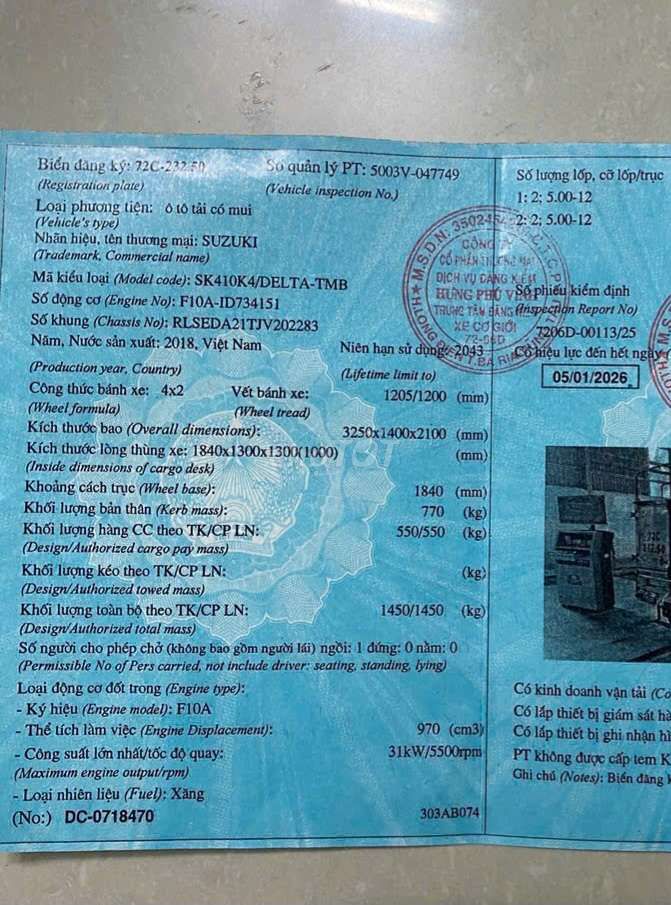 Biển đăng ký: 72C-232.50 Số quản lý PT: 5003V-047749
(Registration plate) (Vehicle inspection No.)
Loại phương tiện: ô tô tải có mui
(Vehicle's type)
Nhãn hiệu, tên thương mại: SUZUKI
(Trademark, Commercial name)
Mã kiểu loại (Model code): SK410K4/DELTA-TMB
Số động cơ (Engine No): F10A-ID734151
Số khung (Chassis No): RLSEDA21TJV202283
Năm, Nước sản xuất: 2018, Việt Nam Niên hạn sử dụng: 2043
(Production year, Country) (Lifetime limit to)
Công thức bánh xe: 4x2 Vết bánh xe: 1205/1200 (mm)
(Wheel formula) (Wheel tread)
Kích thước bao (Overall dimensions): 3250x1400x2100 (mm)
Kích thước lòng thùng xe: 1840x1300x1300(1000) (mm)
(Inside dimensions of cargo desk)
Khoảng cách trục (Wheel base): 1840 (mm)
Khối lượng bản thân (Kerb mass): 770 (kg)
Khối lượng hàng CC theo TK/CP LN: 550/550 (kg)
(Design/Authorized cargo pay mass)
Khối lượng kéo theo TK/CP LN: (kg)
(Design/Authorized towed mass)
Khối lượng toàn bộ theo TK/CP LN: 1450/1450 (kg)
(Design/Authorized total mass)
Số người cho phép chở (không bao gồm người lái) ngồi: 1 đứng: 0 nằm: 0
(Permissible No of Pers carried, not include driver: seating, standing, lying)
Loại động cơ đốt trong (Engine type):
- Ký hiệu (Engine model): F10A
- Thể tích làm việc (Engine Displacement): 970 (cm3)
- Công suất lớn nhất/tốc độ quay: 31kW/5500rpm
(Maximum engine output/rpm)
- Loại nhiên liệu (Fuel): Xăng
(No:) DC-0718470 303AB074
Số lượng lốp, cỡ lốp/trục
1: 2; 5.00-12
2: 2; 5.00-12
CÔNG TY
CỔ PHẦN THƯƠNG MẠI
DỊCH VỤ ĐĂNG KIỂM
HƯNG PHÚ VINH
TRUNG TÂM ĐĂNG KIỂM
XE CƠ GIỚI
72-06D
Số phiếu kiểm định
(Inspection Report No)
7206D-00113/25
Có hiệu lực đến hết ngày
05/01/2026
Có kinh doanh vận tải (Co
Có lắp thiết bị giám sát hà
Có lắp thiết bị ghi nhận hì
PT không được cấp tem K
Ghi chú (Notes): Biển đăng k